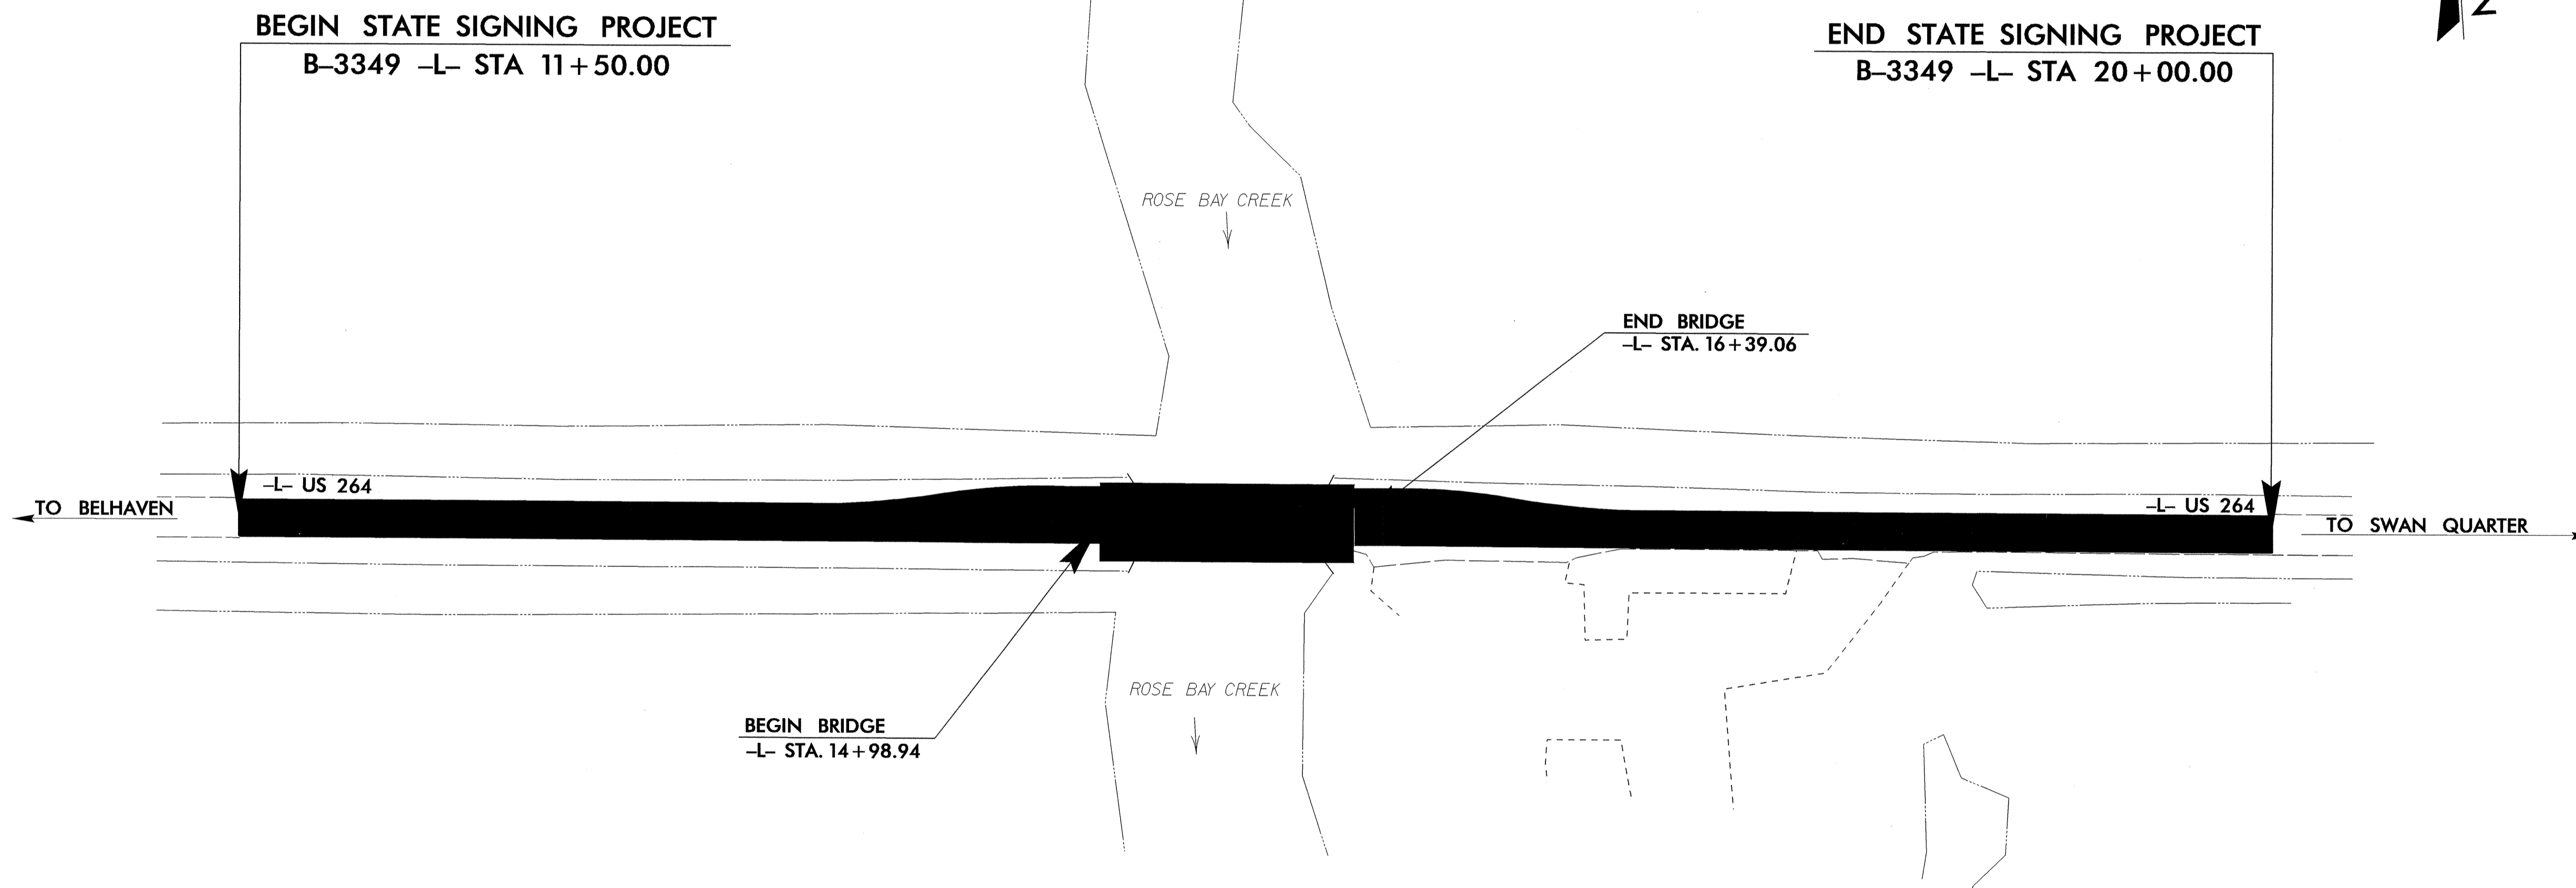 BEGIN STATE SIGNING PROJECT
B–3349 –L– STA 11+50.00
END STATE SIGNING PROJECT
B–3349 –L– STA 20+00.00
ROSE BAY CREEK
END BRIDGE
–L– STA. 16+39.06
–L– US 264
–L– US 264
TO BELHAVEN
TO SWAN QUARTER
ROSE BAY CREEK
BEGIN BRIDGE
–L– STA. 14+98.94